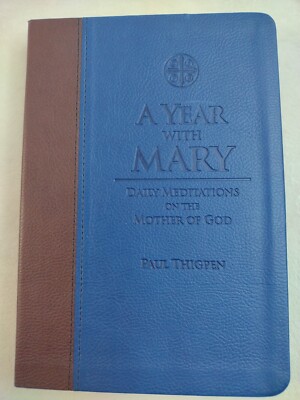 A YEAR
WITH
MARY
DAILY MEDITATIONS
ON THE
MOTHER OF GOD
PAUL THIGPEN